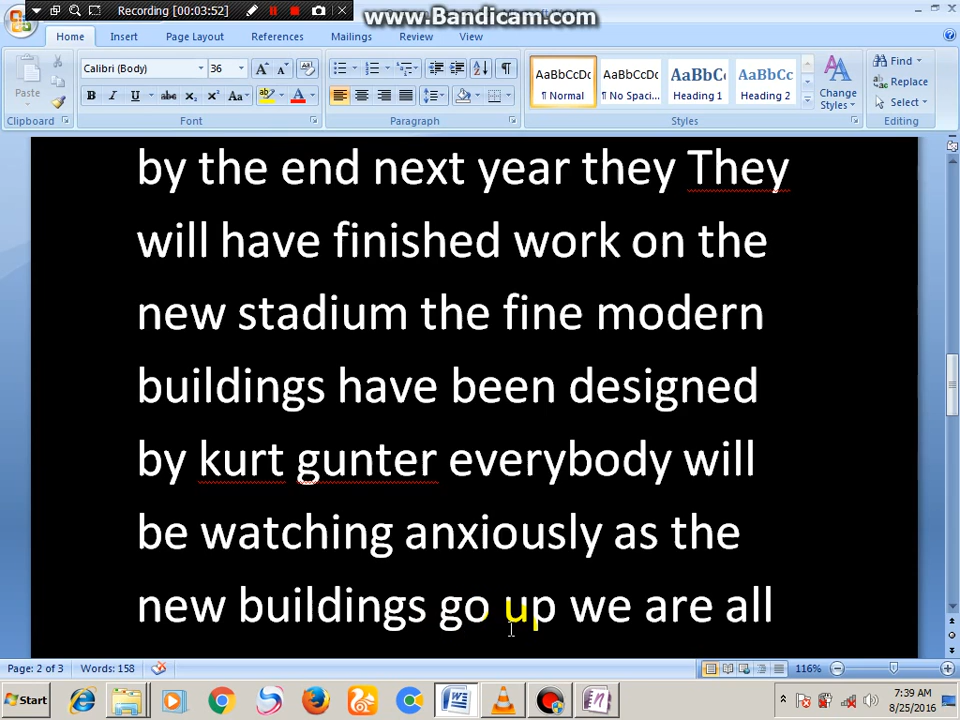 Recording [00:03:52]
www.Bandicam.com
Home Insert Page Layout References Mailings Review View
Paste
Clipboard
Calibri (Body) 36
Font
Paragraph
AaBbCcDc AaBbCcDc AaBbC AaBbCc
¶ Normal ¶ No Spaci... Heading 1 Heading 2
Change Styles
Styles
Find
Replace
Select
Editing
by the end next year they They
will have finished work on the
new stadium the fine modern
buildings have been designed
by kurt gunter everybody will
be watching anxiously as the
new buildings go up we are all
Page: 2 of 3 Words: 158 116%
Start 7:39 AM
8/25/2016